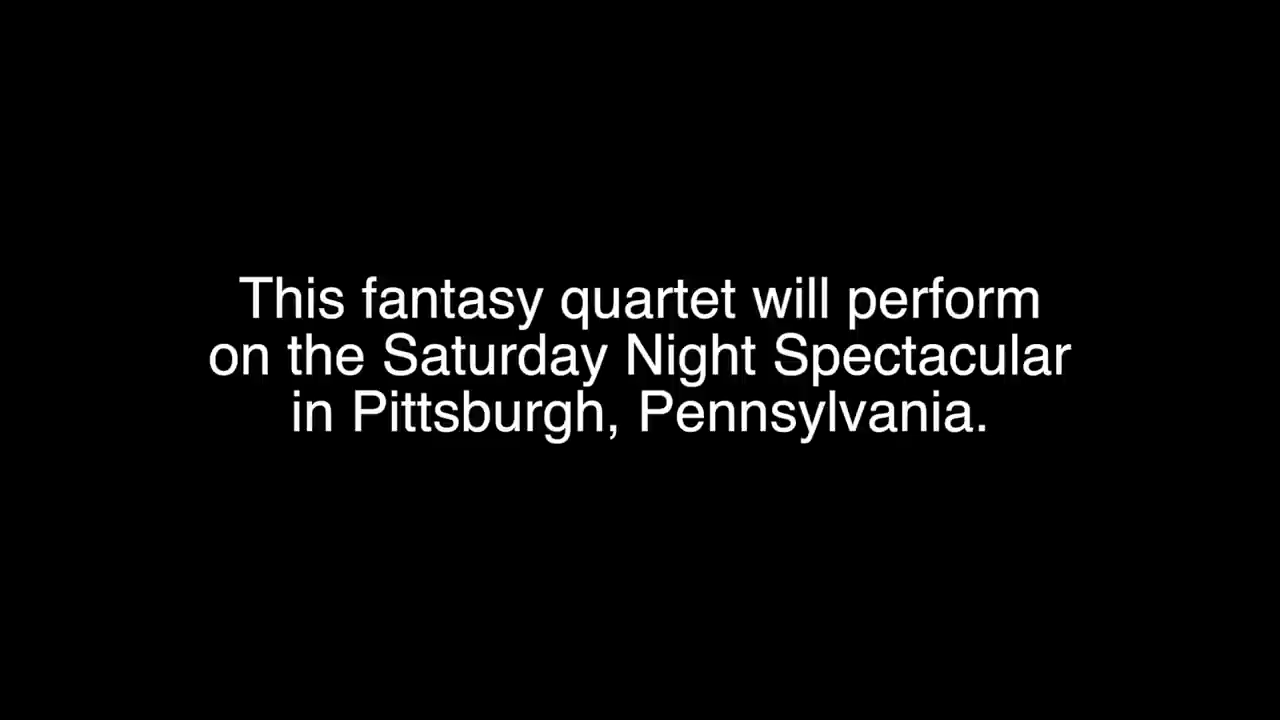 This fantasy quartet will perform
on the Saturday Night Spectacular
in Pittsburgh, Pennsylvania.